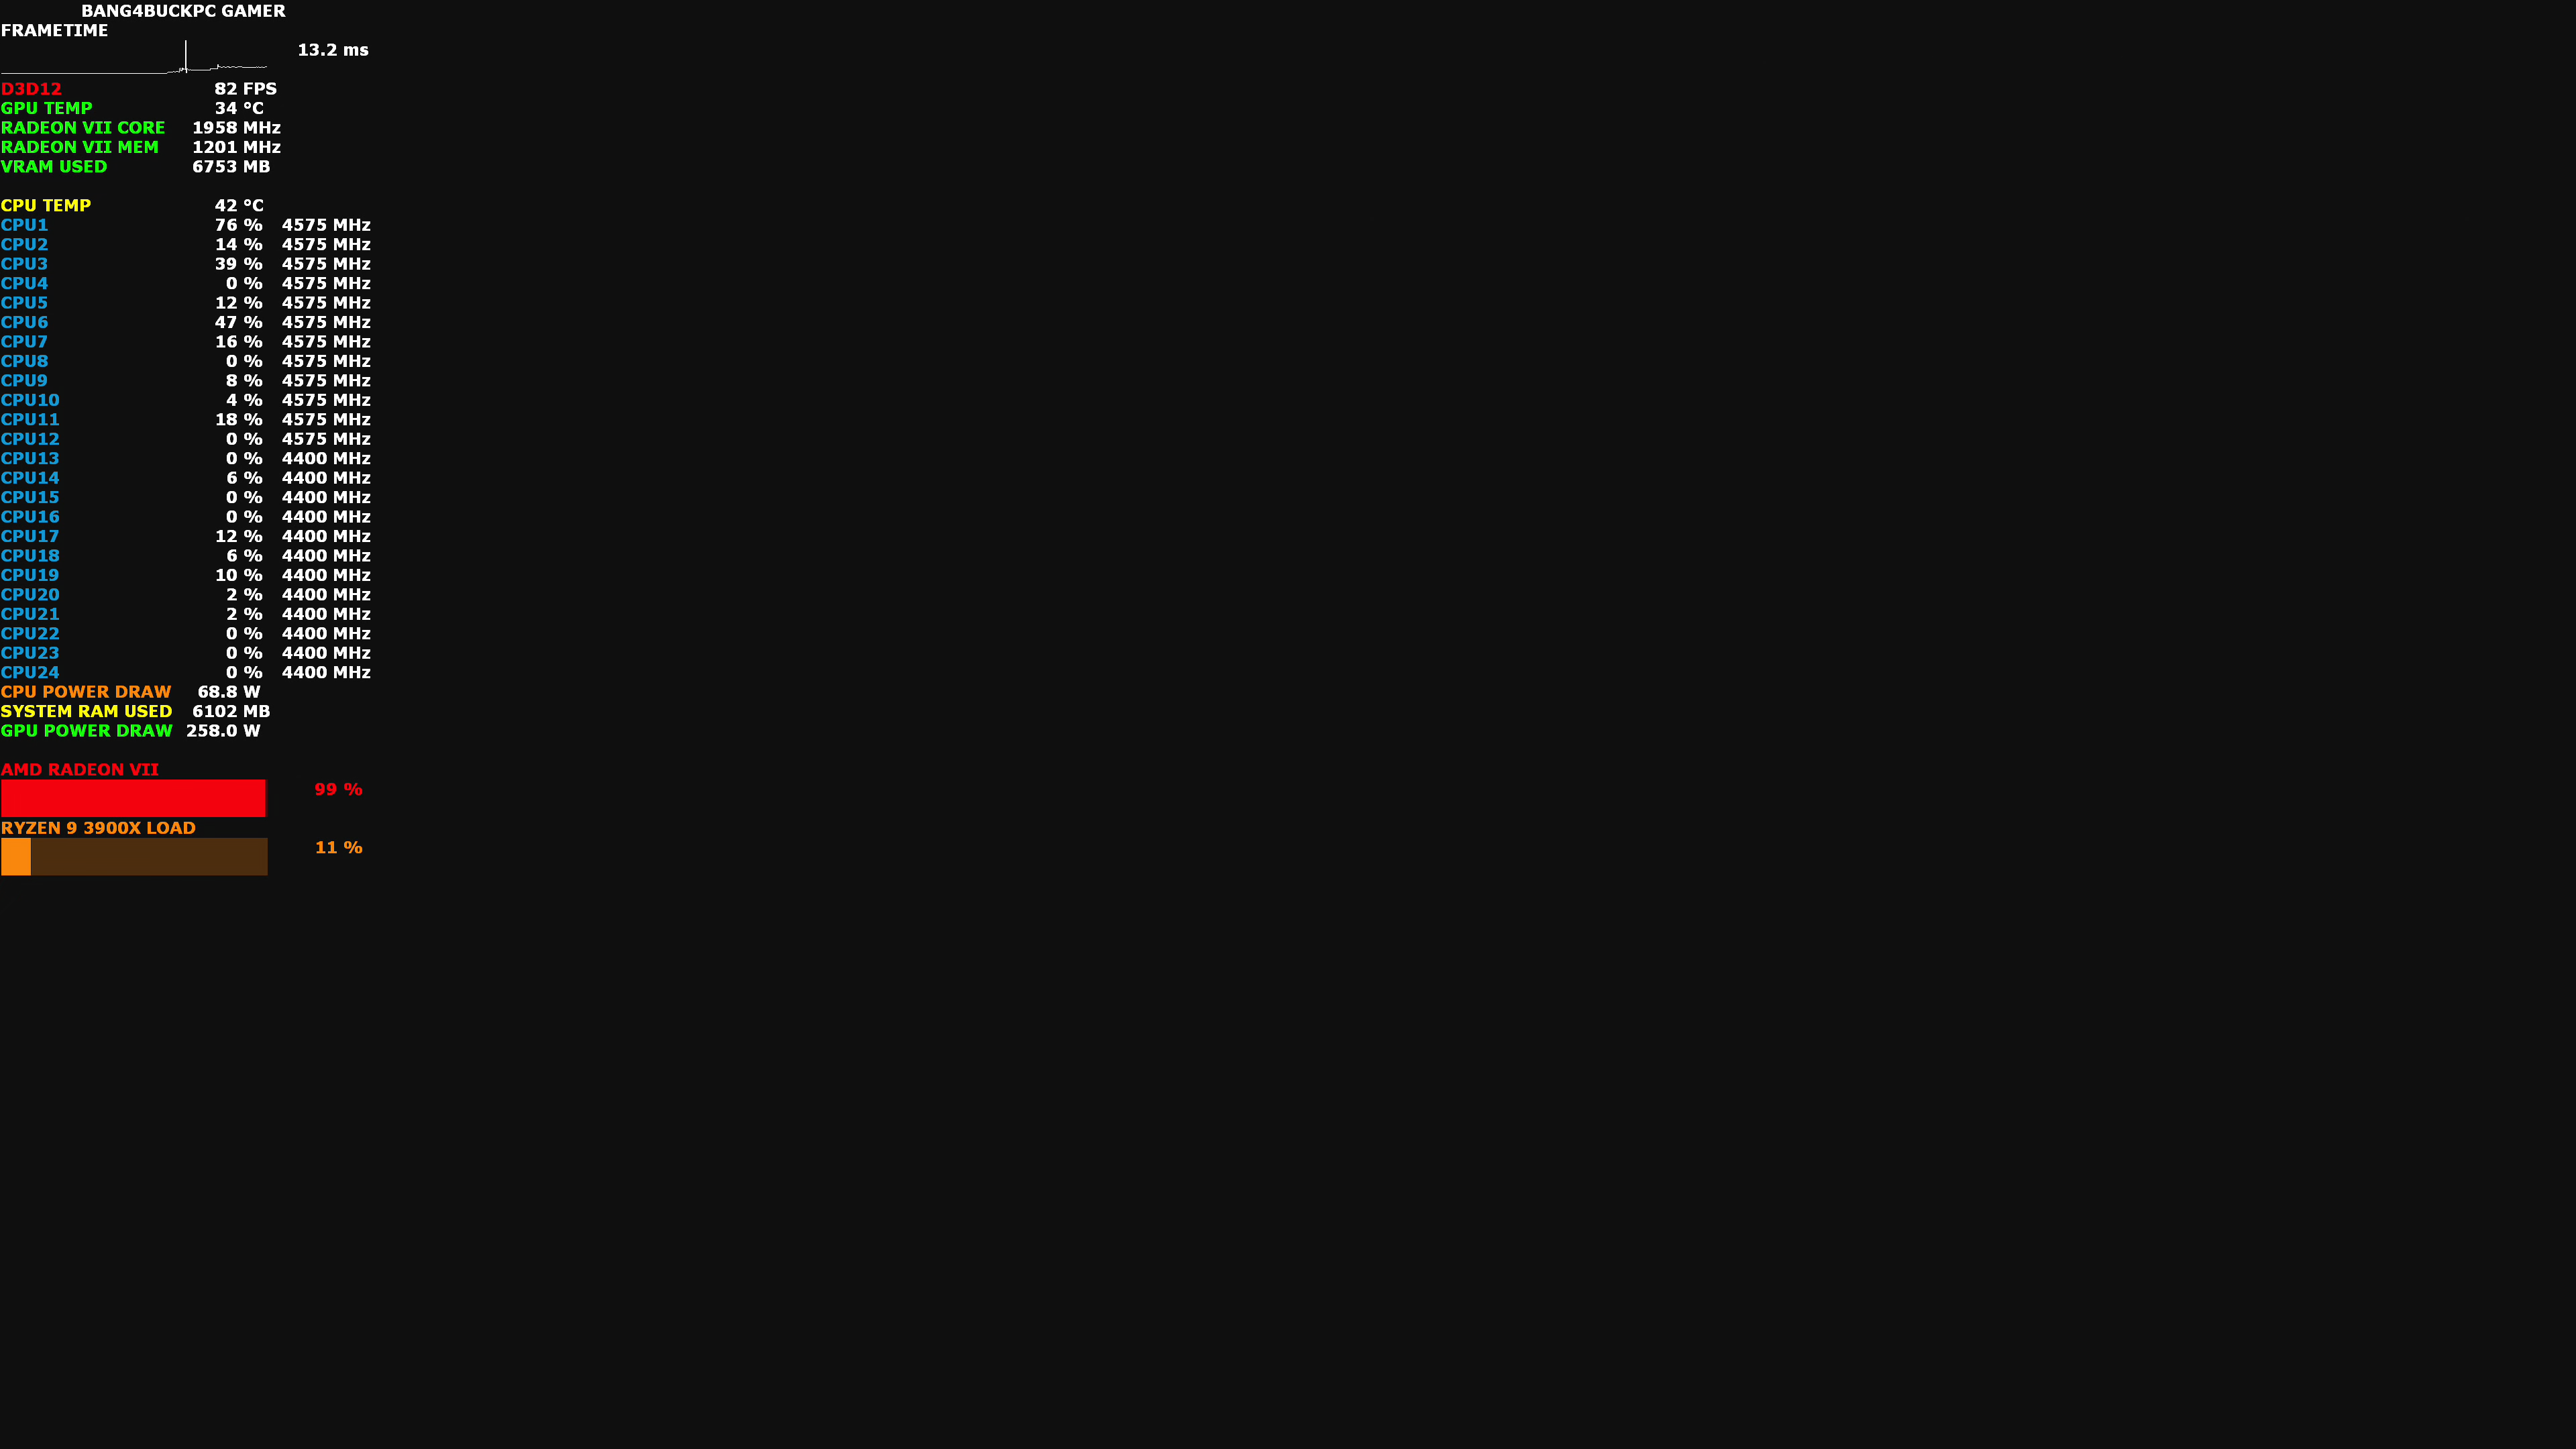 BANG4BUCKPC GAMER
FRAMETIME
13.2 ms
D3D12 82 FPS
GPU TEMP 34 °C
RADEON VII CORE 1958 MHz
RADEON VII MEM 1201 MHz
VRAM USED 6753 MB
CPU TEMP 42 °C
CPU1 76 % 4575 MHz
CPU2 14 % 4575 MHz
CPU3 39 % 4575 MHz
CPU4 0 % 4575 MHz
CPU5 12 % 4575 MHz
CPU6 47 % 4575 MHz
CPU7 16 % 4575 MHz
CPU8 0 % 4575 MHz
CPU9 8 % 4575 MHz
CPU10 4 % 4575 MHz
CPU11 18 % 4575 MHz
CPU12 0 % 4575 MHz
CPU13 0 % 4400 MHz
CPU14 6 % 4400 MHz
CPU15 0 % 4400 MHz
CPU16 0 % 4400 MHz
CPU17 12 % 4400 MHz
CPU18 6 % 4400 MHz
CPU19 10 % 4400 MHz
CPU20 2 % 4400 MHz
CPU21 2 % 4400 MHz
CPU22 0 % 4400 MHz
CPU23 0 % 4400 MHz
CPU24 0 % 4400 MHz
CPU POWER DRAW 68.8 W
SYSTEM RAM USED 6102 MB
GPU POWER DRAW 258.0 W
AMD RADEON VII
99 %
RYZEN 9 3900X LOAD
11 %